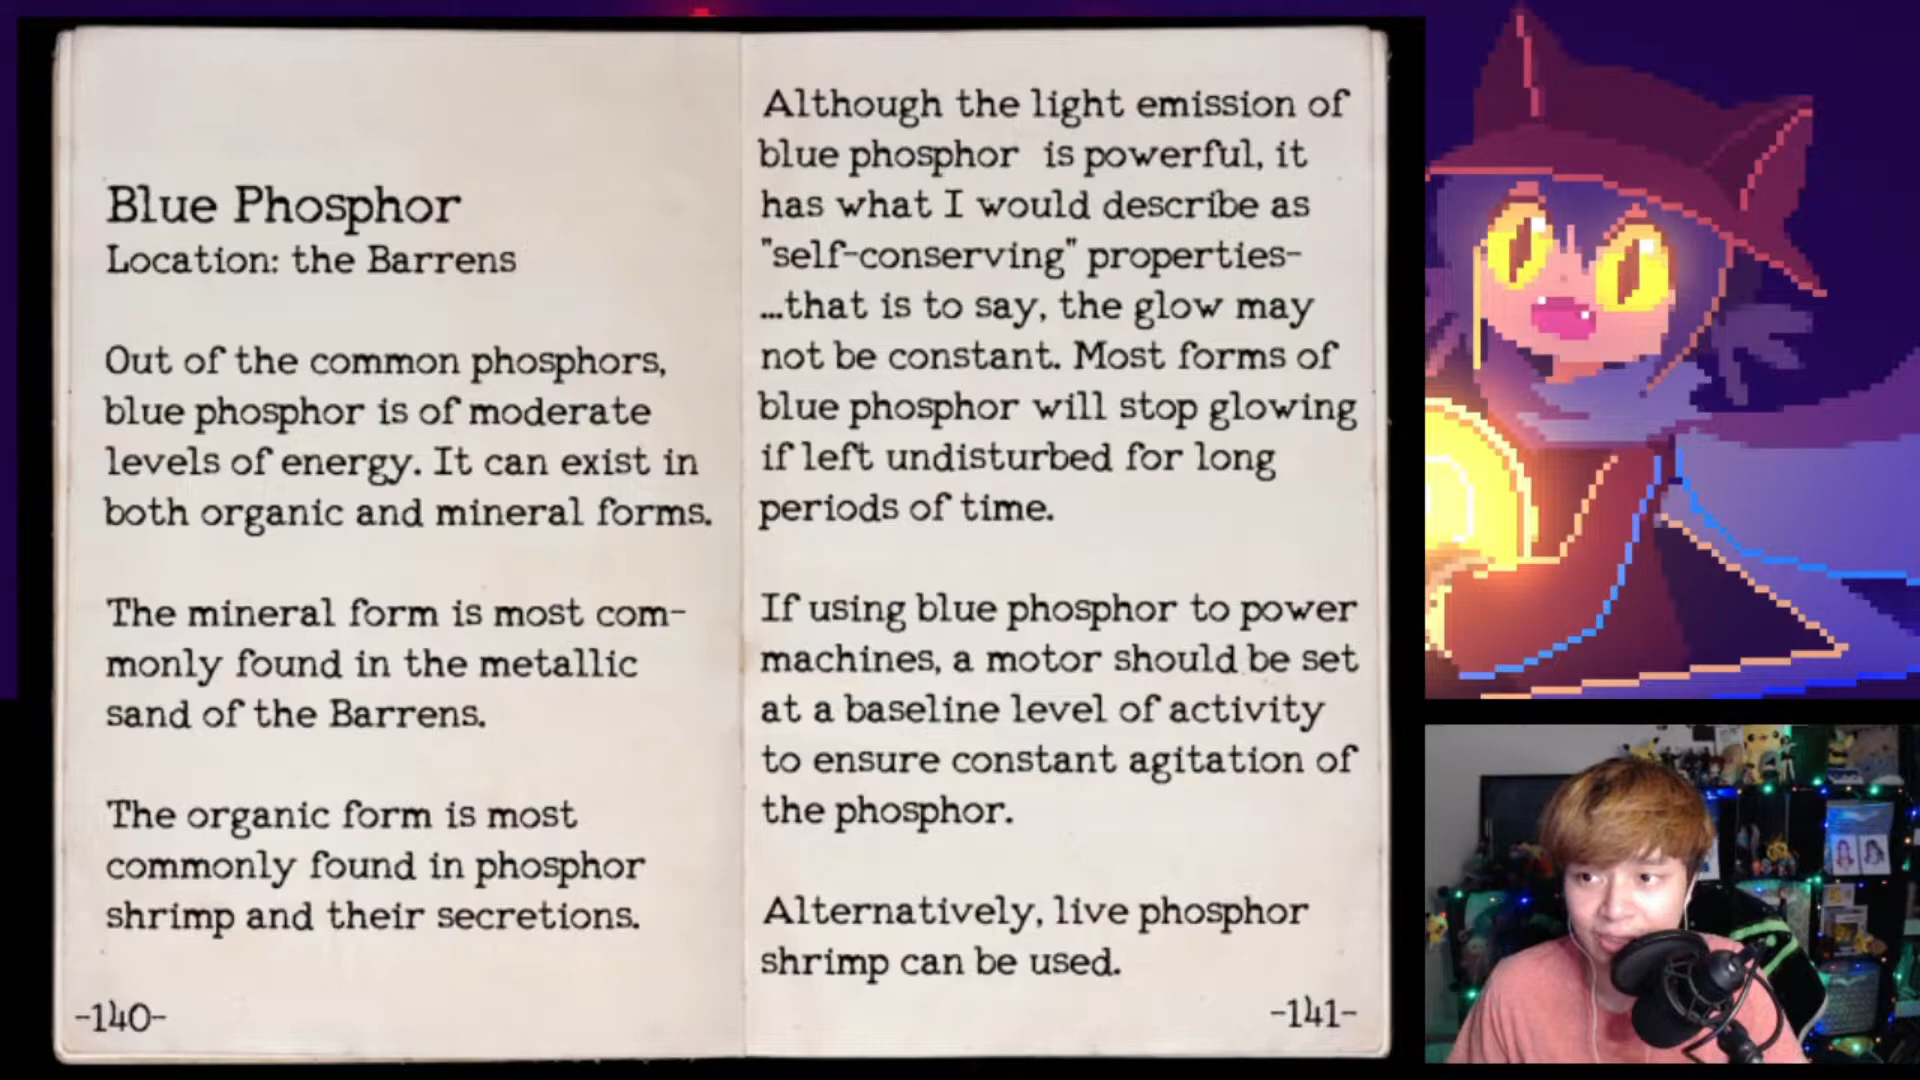 Blue Phosphor
Location: the Barrens
Out of the common phosphors,
blue phosphor is of moderate
levels of energy. It can exist in
both organic and mineral forms.
The mineral form is most com-
monly found in the metallic
sand of the Barrens.
The organic form is most
commonly found in phosphor
shrimp and their secretions.
-140-
Although the light emission of
blue phosphor is powerful, it
has what I would describe as
"self-conserving" properties-
...that is to say, the glow may
not be constant. Most forms of
blue phosphor will stop glowing
if left undisturbed for long
periods of time.
If using blue phosphor to power
machines, a motor should be set
at a baseline level of activity
to ensure constant agitation of
the phosphor.
Alternatively, live phosphor
shrimp can be used.
-141-